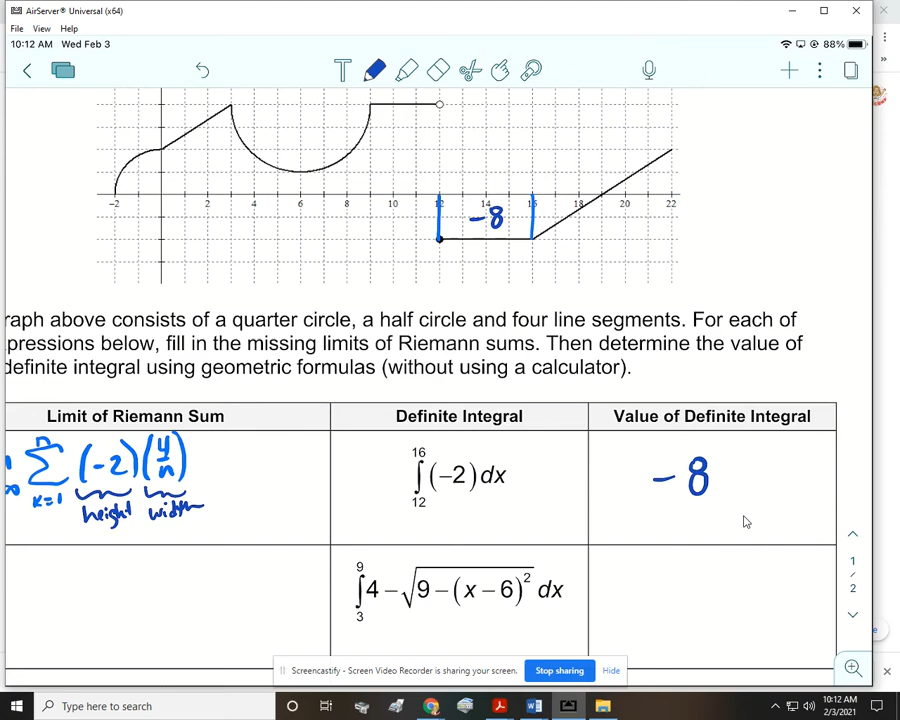 AirServer Universal (x64)
File View Help
10:12 AM Wed Feb 3 88%
T
-2 2 4 6 8 10 12 14 16 18 20 22
-8
raph above consists of a quarter circle, a half circle and four line segments. For each of
pressions below, fill in the missing limits of Riemann sums. Then determine the value of
definite integral using geometric formulas (without using a calculator).
Limit of Riemann Sum Definite Integral Value of Definite Integral
∞ n Σ k=1 (-2) (4/n)
height width
16 ∫ 12 (−2) dx
-8
9 ∫ 3 4 − √9 − (x − 6)² dx
1
/
2
Screencastify - Screen Video Recorder is sharing your screen. Stop sharing Hide
Type here to search
10:12 AM
2/3/2021